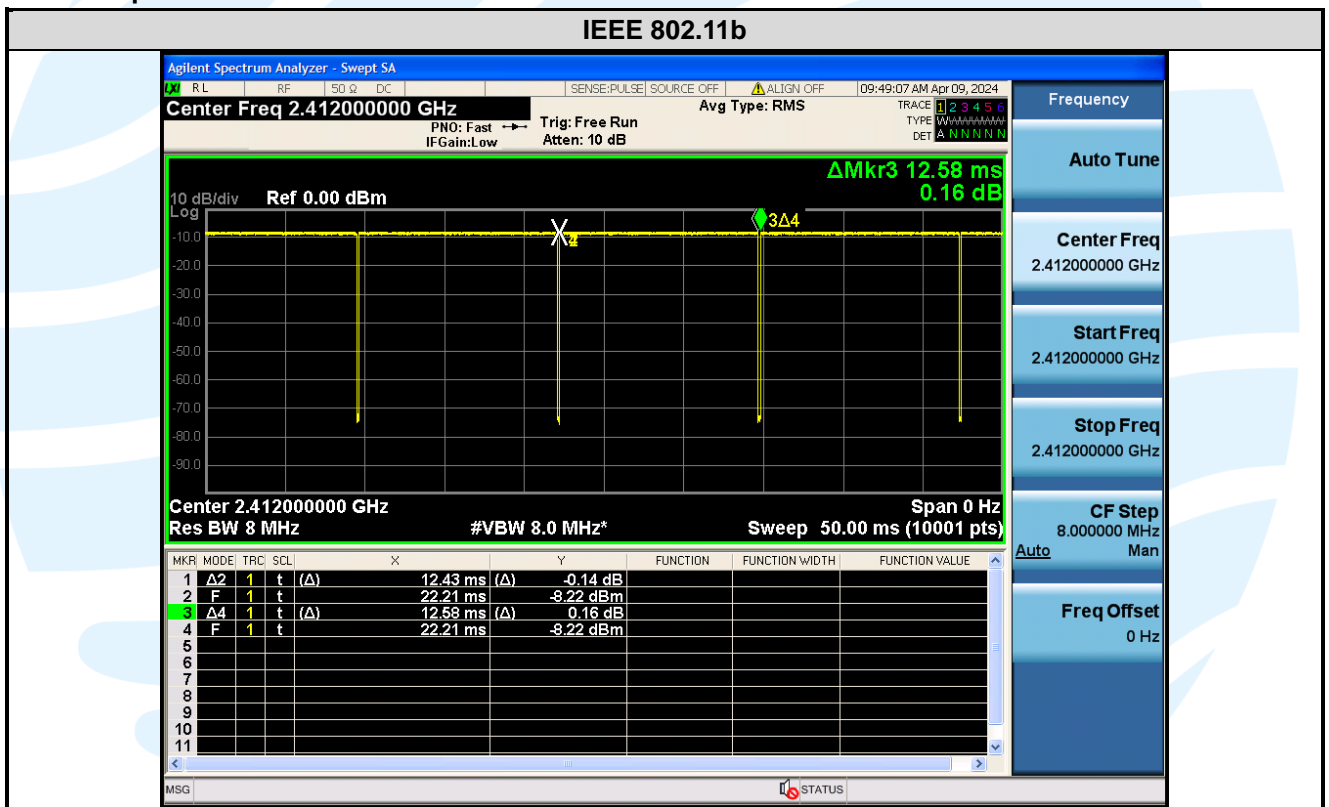 IEEE 802.11b
Agilent Spectrum Analyzer - Swept SA
LXI RL RF 50 Ω DC SENSE:PULSE SOURCE OFF ALIGN OFF 09:49:07 AM Apr 09, 2024
Center Freq 2.412000000 GHz
PNO: Fast
IFGain:Low
Trig: Free Run
Atten: 10 dB
Avg Type: RMS
TRACE 1 2 3 4 5 6
TYPE
DET A N N N N N
ΔMkr3 12.58 ms
0.16 dB
10 dB/div Ref 0.00 dBm
Log
-10.0
-20.0
-30.0
-40.0
-50.0
-60.0
-70.0
-80.0
-90.0
3Δ4
Center 2.412000000 GHz Span 0 Hz
Res BW 8 MHz #VBW 8.0 MHz* Sweep 50.00 ms (10001 pts)
MKR MODE TRC SCL X Y FUNCTION FUNCTION WIDTH FUNCTION VALUE
1 Δ2 1 t (Δ) 12.43 ms (Δ) -0.14 dB
2 F 1 t 22.21 ms -8.22 dBm
3 Δ4 1 t (Δ) 12.58 ms (Δ) 0.16 dB
4 F 1 t 22.21 ms -8.22 dBm
5
6
7
8
9
10
11
MSG STATUS
Frequency
Auto Tune
Center Freq
2.412000000 GHz
Start Freq
2.412000000 GHz
Stop Freq
2.412000000 GHz
CF Step
8.000000 MHz
Auto Man
Freq Offset
0 Hz